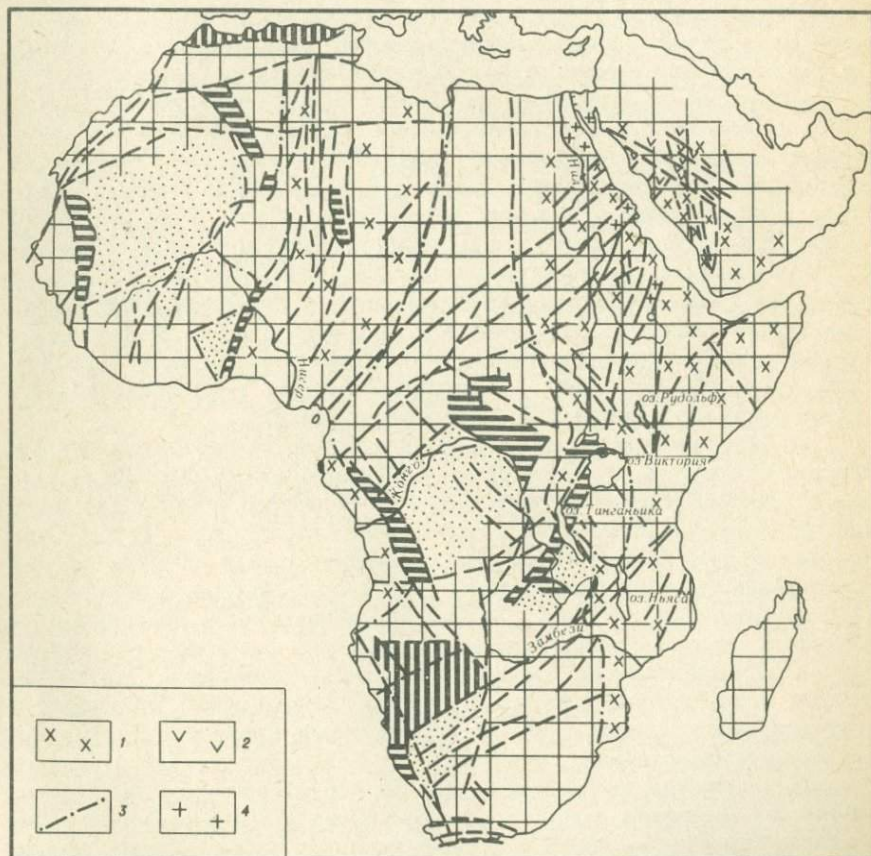 Нил
Нигер
оз. Рудольф
оз. Виктория
Конго
оз. Танганьика
оз. Ньяса
Замбези
1
2
3
4